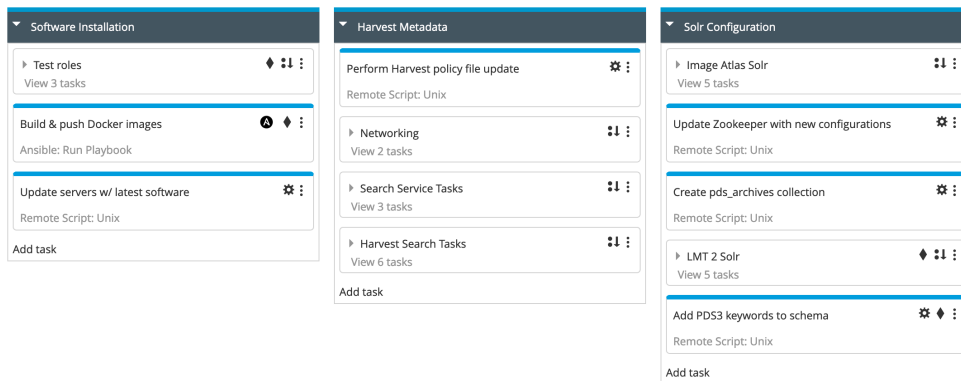 Software Installation
Test roles
View 3 tasks
Build & push Docker images
A
Ansible: Run Playbook
Update servers w/ latest software
Remote Script: Unix
Add task
Harvest Metadata
Perform Harvest policy file update
Remote Script: Unix
Networking
View 2 tasks
Search Service Tasks
View 3 tasks
Harvest Search Tasks
View 6 tasks
Add task
Solr Configuration
Image Atlas Solr
View 5 tasks
Update Zookeeper with new configurations
Remote Script: Unix
Create pds_archives collection
Remote Script: Unix
LMT 2 Solr
View 5 tasks
Add PDS3 keywords to schema
Remote Script: Unix
Add task